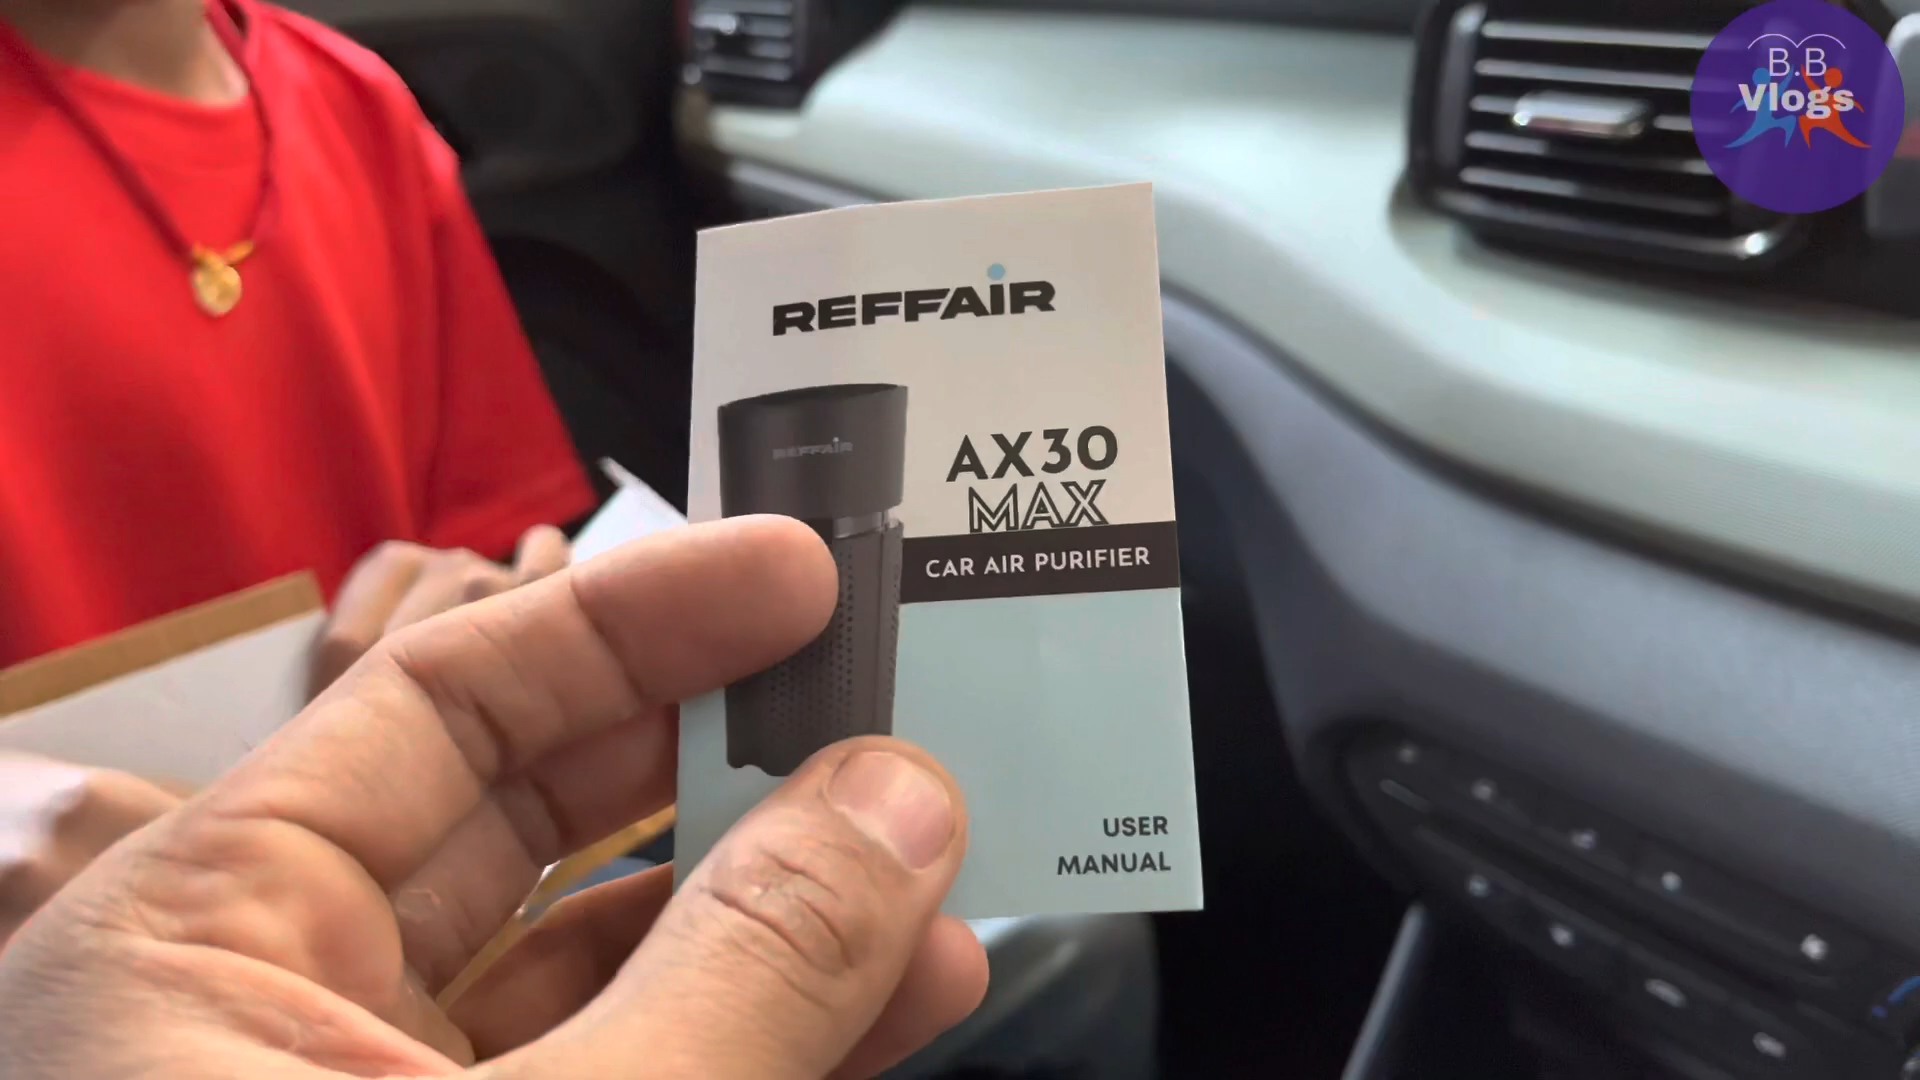 B.B
Vlogs
REFFAiR
REFFAiR
AX30
MAX
CAR AIR PURIFIER
USER
MANUAL